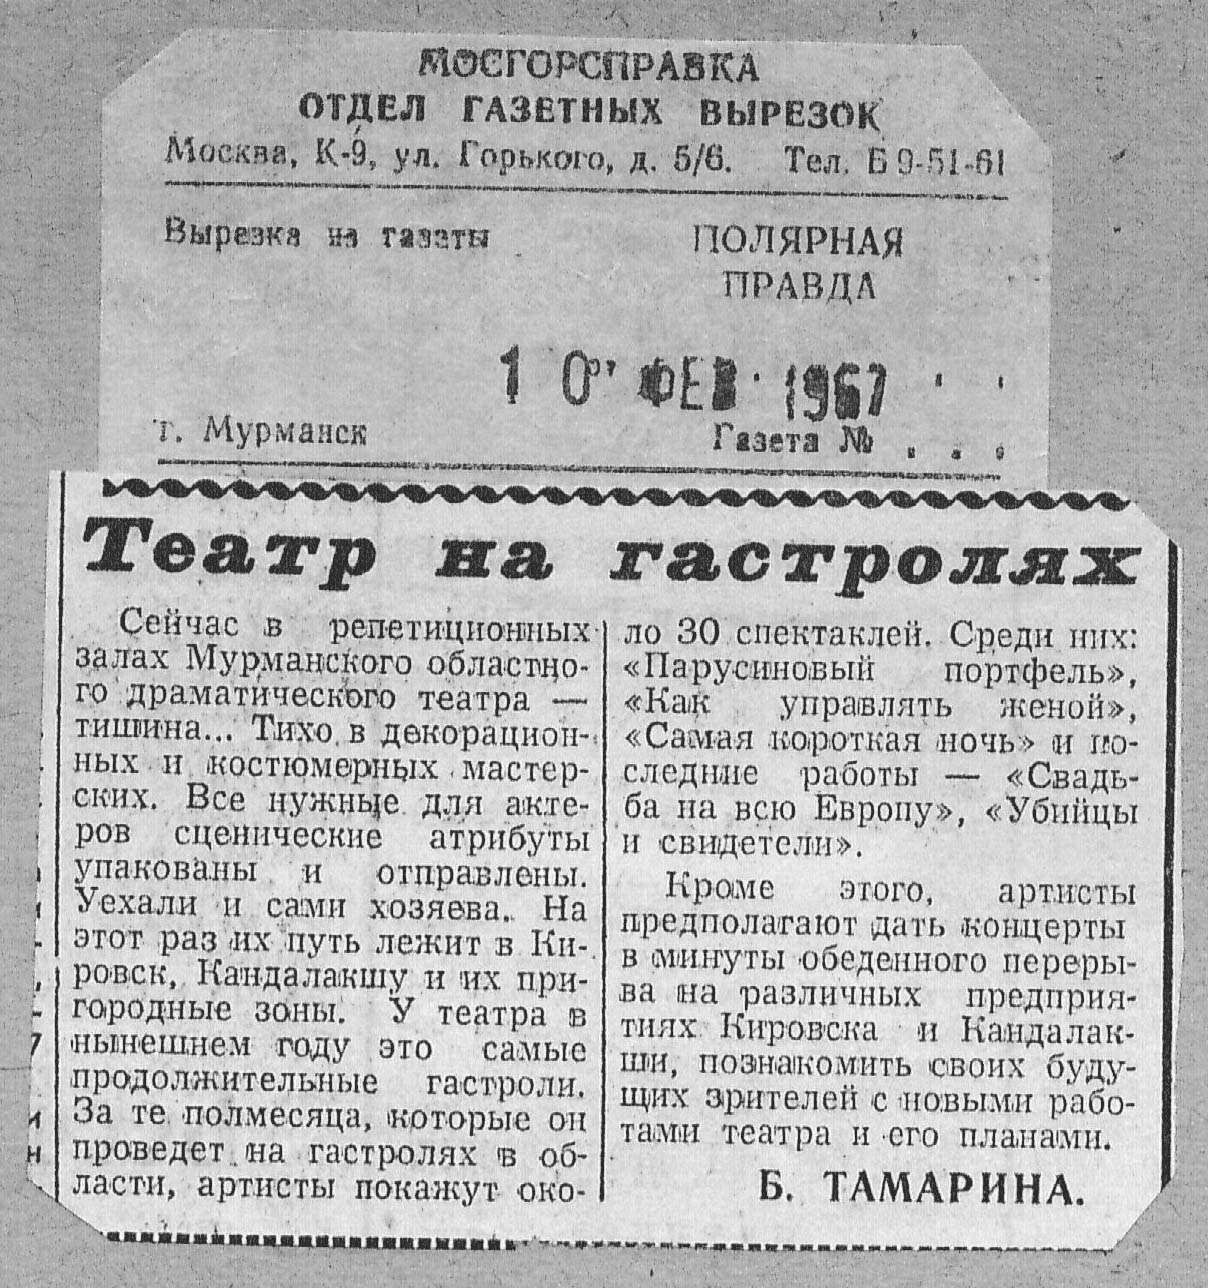 МОСГОРСПРАВКА
ОТДЕЛ ГАЗЕТНЫХ ВЫРЕЗОК
Москва, К-9, ул. Горького, д. 5/6. Тел. Б 9-51-61
Вырезка из газеты
ПОЛЯРНАЯ
ПРАВДА
10 ФЕВ 1967
г. Мурманск
Газета № . . .
Театр на гастролях
Сейчас в репетиционных
залах Мурманского областно-
го драматического театра —
тишина... Тихо в декорацион-
ных и костюмерных мастер-
ских. Все нужные для акте-
ров сценические атрибуты
упакованы и отправлены.
Уехали и сами хозяева. На
этот раз их путь лежит в Ки-
ровск, Кандалакшу и их при-
городные зоны. У театра в
нынешнем году это самые
продолжительные гастроли.
За те полмесяца, которые он
проведет на гастролях в об-
ласти, артисты покажут око-
ло 30 спектаклей. Среди них:
«Парусиновый портфель»,
«Как управлять женой»,
«Самая короткая ночь» и по-
следние работы — «Свадь-
ба на всю Европу», «Убийцы
и свидетели».
Кроме этого, артисты
предполагают дать концерты
в минуты обеденного переры-
ва на различных предприя-
тиях Кировска и Кандалак-
ши, познакомить своих буду-
щих зрителей с новыми рабо-
тами театра и его планами.
Б. ТАМАРИНА.